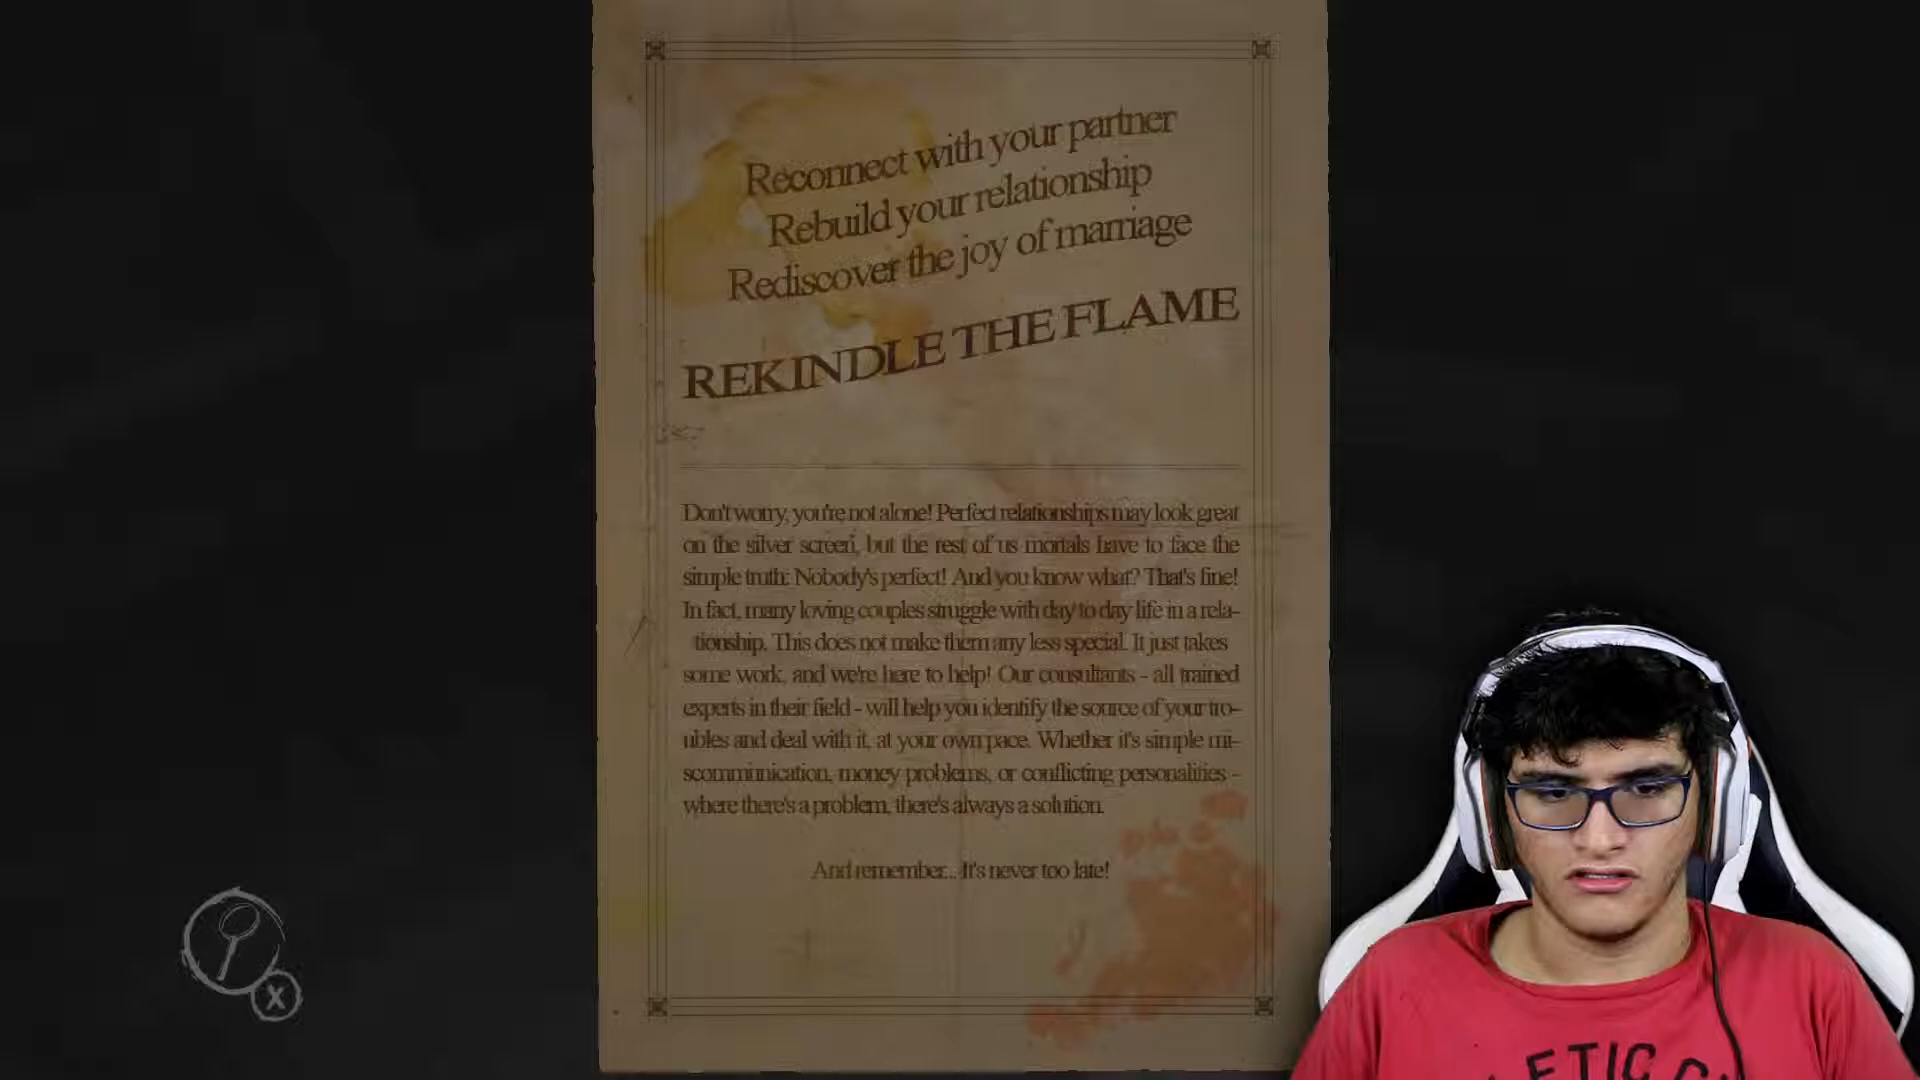 Reconnect with your partner
Rebuild your relationship
Rediscover the joy of marriage
REKINDLE THE FLAME
Don't worry, you're not alone! Perfect relationships may look great
on the silver screen, but the rest of us mortals have to face the
simple truth: Nobody's perfect! And you know what? That's fine!
In fact, many loving couples struggle with day to day life in a rela-
tionship. This does not make them any less special. It just takes
some work, and we're here to help! Our consultants - all trained
experts in their field - will help you identify the source of your tro-
ubles and deal with it, at your own pace. Whether it's simple mi-
scommunication, money problems, or conflicting personalities -
where there's a problem, there's always a solution.
And remember... It's never too late!
X
ETIC